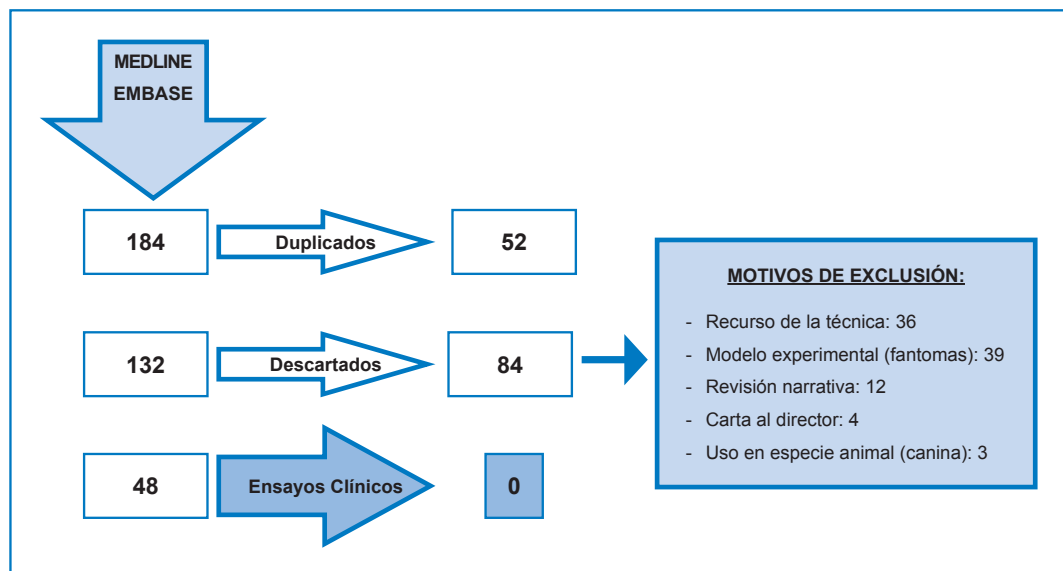 MEDLINE
EMBASE
184
Duplicados
52
132
Descartados
84
48
Ensayos Clínicos
0
MOTIVOS DE EXCLUSIÓN:
- Recurso de la técnica: 36
- Modelo experimental (fantomas): 39
- Revisión narrativa: 12
- Carta al director: 4
- Uso en especie animal (canina): 3